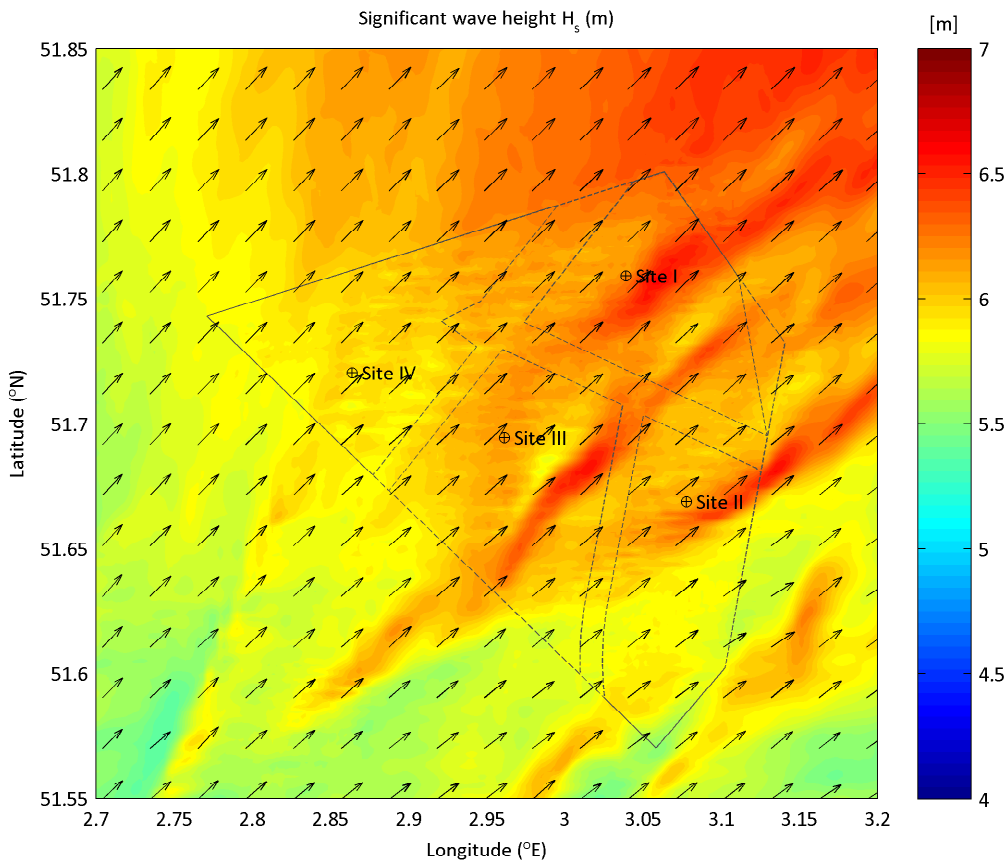 Significant wave height Hs (m)
[m]
51.85
51.8
51.75
51.7
51.65
51.6
51.55
Latitude (°N)
Site I
Site IV
Site III
Site II
7
6.5
6
5.5
5
4.5
4
2.7 2.75 2.8 2.85 2.9 2.95 3 3.05 3.1 3.15 3.2
Longitude (°E)